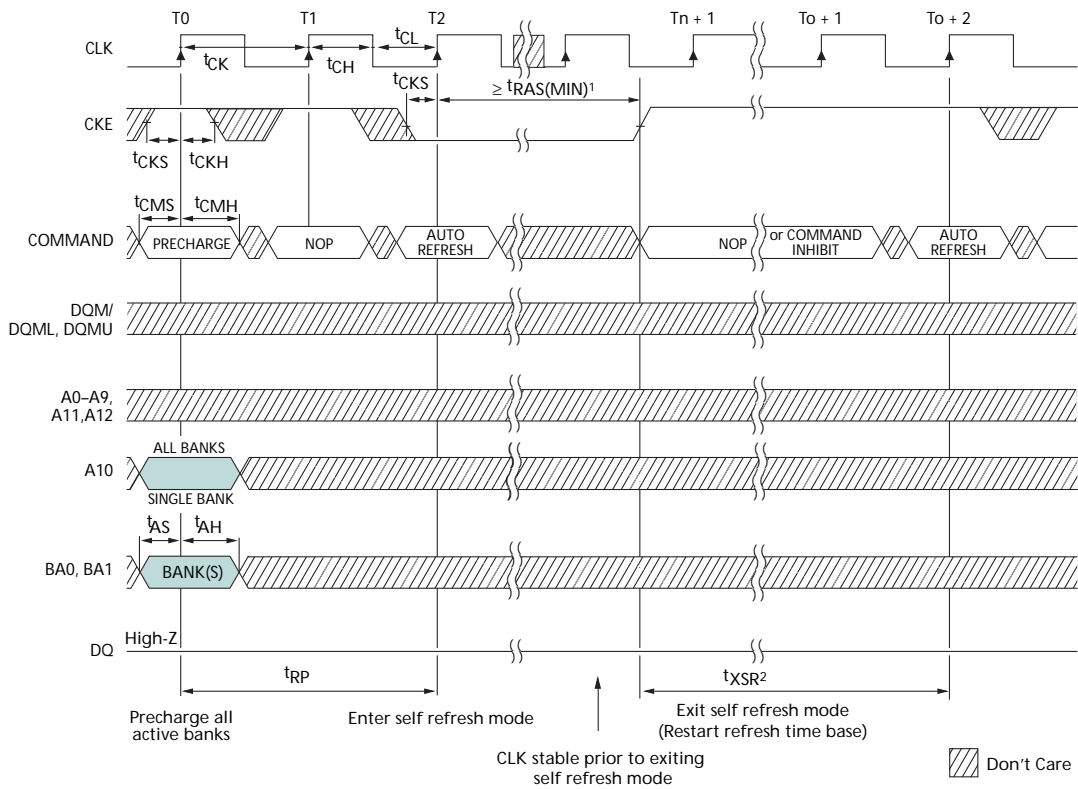 T0
T1
T2
Tn + 1
To + 1
To + 2
CLK
tCK
tCH
tCL
tCKS
≥ tRAS(MIN)1
CKE
tCKS
tCKH
tCMS
tCMH
COMMAND
PRECHARGE
NOP
AUTO
REFRESH
NOP
or COMMAND
INHIBIT
AUTO
REFRESH
DQM/
DQML, DQMU
A0–A9,
A11,A12
ALL BANKS
A10
SINGLE BANK
tAS
tAH
BA0, BA1
BANK(S)
High-Z
DQ
tRP
tXSR2
Precharge all
active banks
Enter self refresh mode
Exit self refresh mode
(Restart refresh time base)
CLK stable prior to exiting
self refresh mode
Don't Care